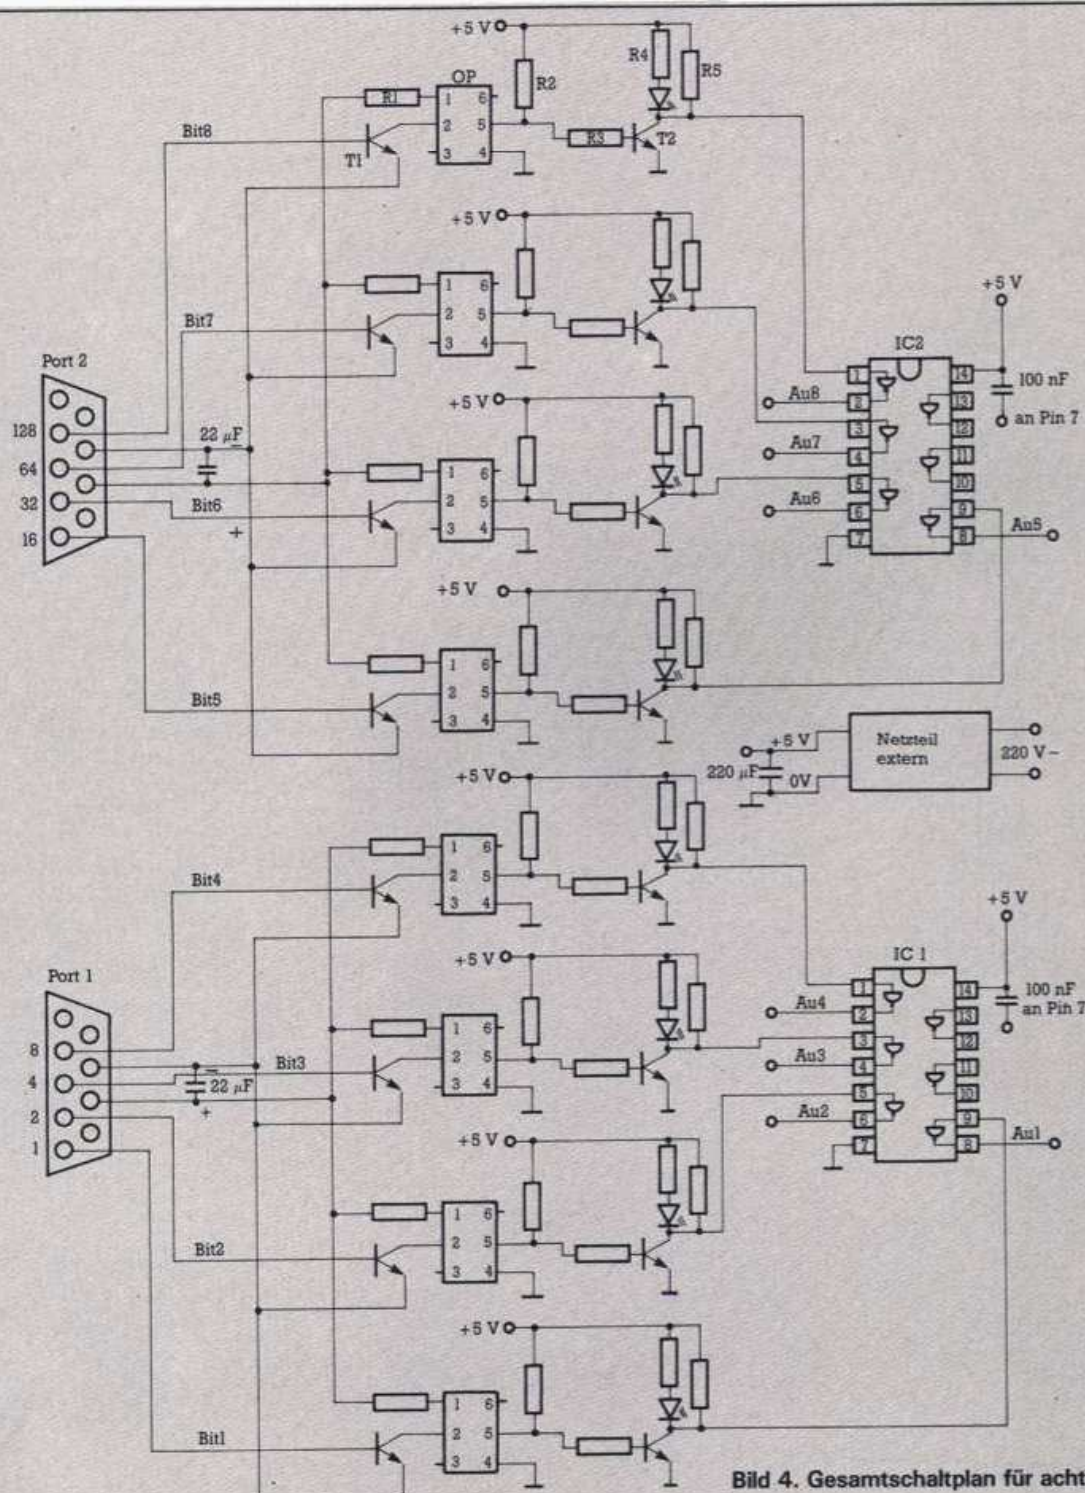 +5 V
R4
R5
OP
R1
1 6
2 5
3 4
R2
R3
T2
Bit8
T1
+5 V
1 6
2 5
3 4
Bit7
+5 V
IC2
Port 2
1 14
100 nF
Au8
2 13
an Pin 7
+5 V
128
22 µF
–
3 12
Au7
4 11
64
1 6
2 5
3 4
5 10
Au6
6 9
32
Bit6
7 8
Au5
16
+
+5 V
1 6
2 5
3 4
Bit5
+5 V
Netzteil
extern
220 V~
220 µF
0V
+5 V
1 6
2 5
3 4
Bit4
+5 V
+5 V
IC 1
Port 1
1 14
100 nF
an Pin 7
Au4
2 13
1 6
2 5
3 4
3 12
8
–
Bit3
Au3
4 11
4
22 µF
5 10
+
2
Au2
6 9
+5 V
7 8
Au1
1
1 6
2 5
3 4
Bit2
+5 V
1 6
2 5
3 4
Bit1
Bild 4. Gesamtschaltplan für acht